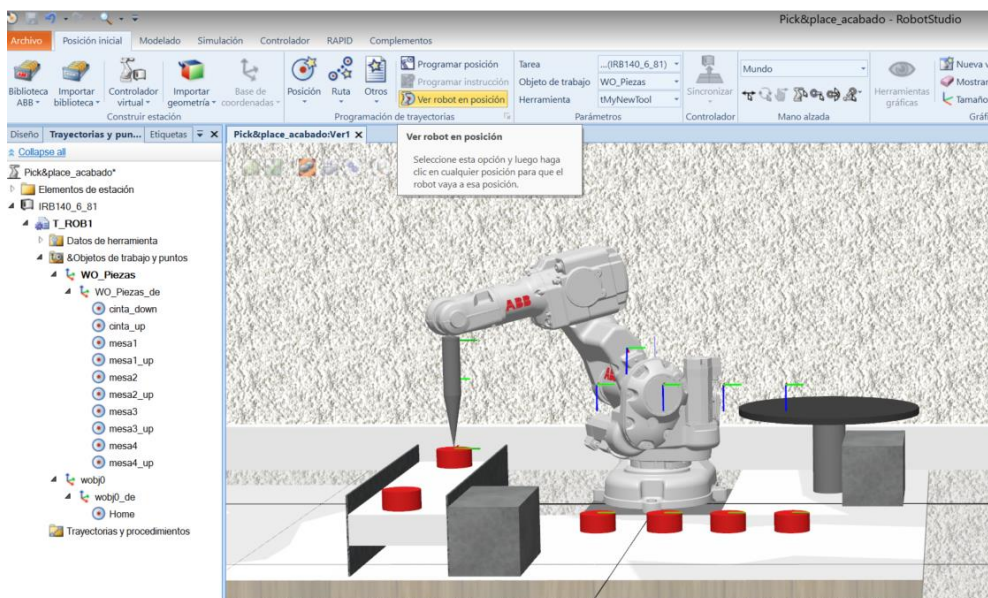 Pick&place_acabado - RobotStudio
Archivo Posición inicial Modelado Simulación Controlador RAPID Complementos
Biblioteca ABB
Importar biblioteca
Controlador virtual
Importar geometría
Base de coordenadas
Construir estación
Posición
Ruta
Otros
Programar posición
Programar instrucción
Ver robot en posición
Programación de trayectorias
Tarea ...(IRB140_6_81)
Objeto de trabajo WO_Piezas
Herramienta tMyNewTool
Parámetros
Sincronizar
Controlador
Mundo
Mano alzada
Herramientas gráficas
Nueva v
Mostrar
Tamaño
Gráfi
Diseño Trayectorias y pun... Etiquetas
Collapse all
Pick&place_acabado*
Elementos de estación
IRB140_6_81
T_ROB1
Datos de herramienta
&Objetos de trabajo y puntos
WO_Piezas
WO_Piezas_de
cinta_down
cinta_up
mesa1
mesa1_up
mesa2
mesa2_up
mesa3
mesa3_up
mesa4
mesa4_up
wobj0
wobj0_de
Home
Trayectorias y procedimientos
Pick&place_acabado:Ver1
Ver robot en posición
Seleccione esta opción y luego haga
clic en cualquier posición para que el
robot vaya a esa posición.
ABB